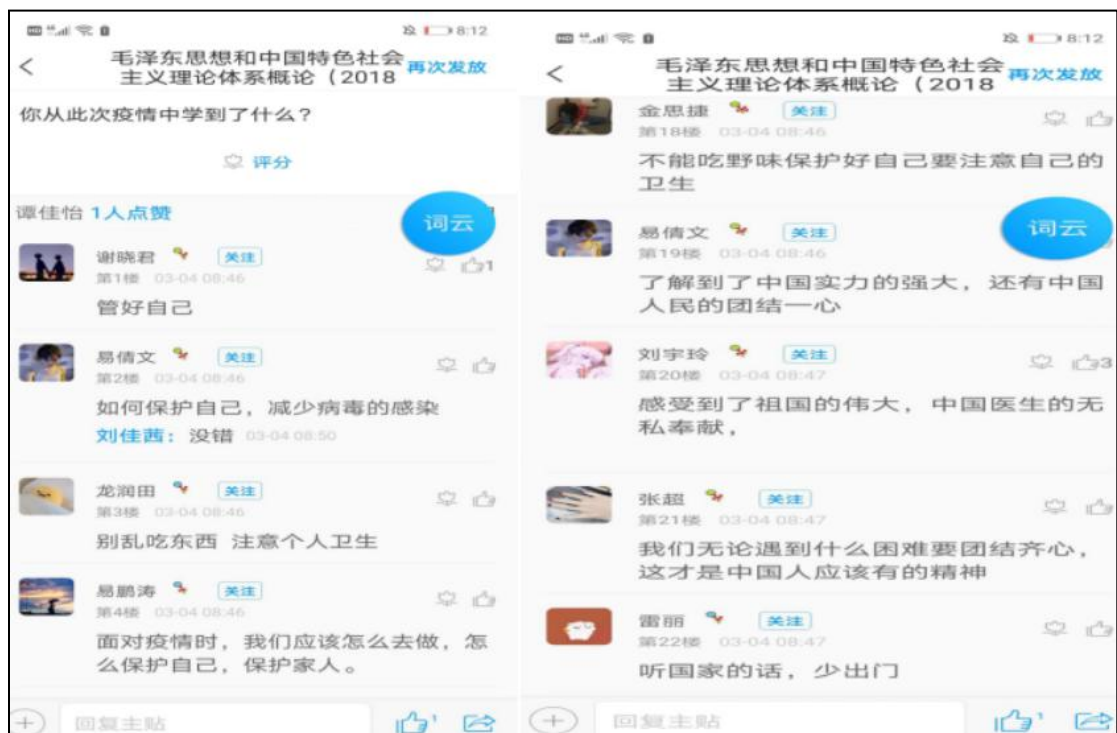 8:12
毛泽东思想和中国特色社会
主义理论体系概论（2018
再次发放
你从此次疫情中学到了什么？
评分
谭佳怡 1人点赞
词云
谢晓君 关注
第1楼 03-04 08:46
1
管好自己
易倩文 关注
第2楼 03-04 08:46
如何保护自己，减少病毒的感染
刘佳茜：没错 03-04 08:50
龙润田 关注
第3楼 03-04 08:46
别乱吃东西 注意个人卫生
易鹏涛 关注
第4楼 03-04 08:46
面对疫情时，我们应该怎么去做，怎
么保护自己，保护家人。
回复主贴
1
8:12
毛泽东思想和中国特色社会
主义理论体系概论（2018
再次发放
金思捷 关注
第18楼 03-04 08:46
不能吃野味保护好自己要注意自己的
卫生
词云
易倩文 关注
第19楼 03-04 08:46
了解到了中国实力的强大，还有中国
人民的团结一心
刘宇玲 关注
第20楼 03-04 08:47
3
感受到了祖国的伟大，中国医生的无
私奉献，
张超 关注
第21楼 03-04 08:47
我们无论遇到什么困难要团结齐心，
这才是中国人应该有的精神
雷丽 关注
第22楼 03-04 08:47
听国家的话，少出门
回复主贴
1